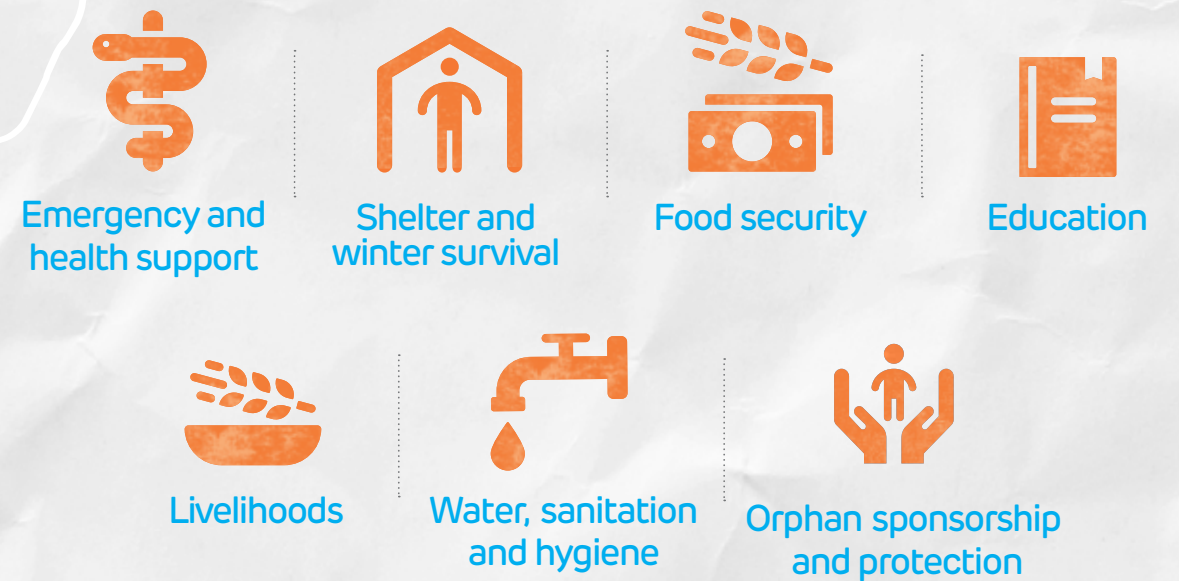 Emergency and
health support
Shelter and
winter survival
Food security
Education
Livelihoods
Water, sanitation
and hygiene
Orphan sponsorship
and protection